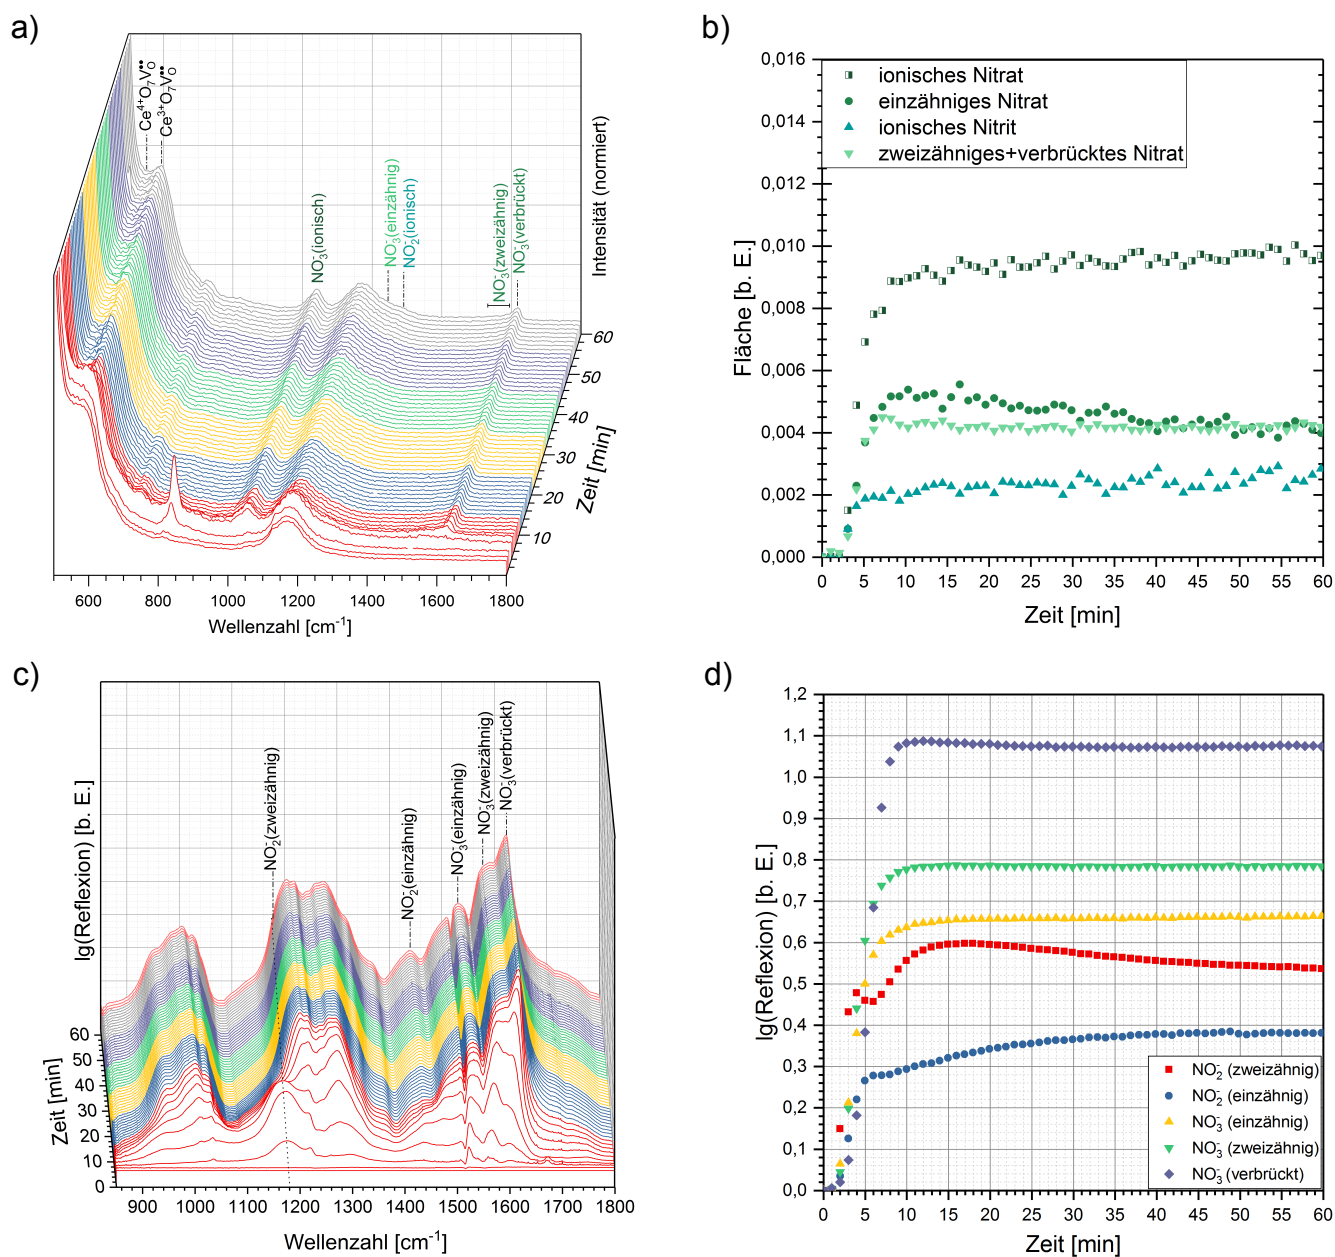 a)
Ce⁴⁺O₇V_O••
Ce³⁺O₇V_O••
NO₃⁻(ionisch)
NO₃⁻(einzähnig)
NO₂⁻(ionisch)
NO₃⁻(zweizähnig)
NO₃⁻(verbrückt)
Intensität (normiert)
60
50
40
30
20
10
Zeit [min]
600 800 1000 1200 1400 1600 1800
Wellenzahl [cm⁻¹]
b)
0,016
0,014
0,012
0,010
0,008
0,006
0,004
0,002
0,000
Fläche [b. E.]
ionisches Nitrat
einzähniges Nitrat
ionisches Nitrit
zweizähniges+verbrücktes Nitrat
0 5 10 15 20 25 30 35 40 45 50 55 60
Zeit [min]
c)
lg(Reflexion) [b. E.]
NO₂⁻(zweizähnig)
NO₂⁻(einzähnig)
NO₃⁻(einzähnig)
NO₃⁻(zweizähnig)
NO₃⁻(verbrückt)
60
50
40
30
20
10
0
Zeit [min]
900 1000 1100 1200 1300 1400 1500 1600 1700 1800
Wellenzahl [cm⁻¹]
d)
1,2
1,1
1,0
0,9
0,8
0,7
0,6
0,5
0,4
0,3
0,2
0,1
0,0
lg(Reflexion) [b. E.]
NO₂⁻ (zweizähnig)
NO₂⁻ (einzähnig)
NO₃⁻ (einzähnig)
NO₃⁻ (zweizähnig)
NO₃⁻ (verbrückt)
0 5 10 15 20 25 30 35 40 45 50 55 60
Zeit [min]